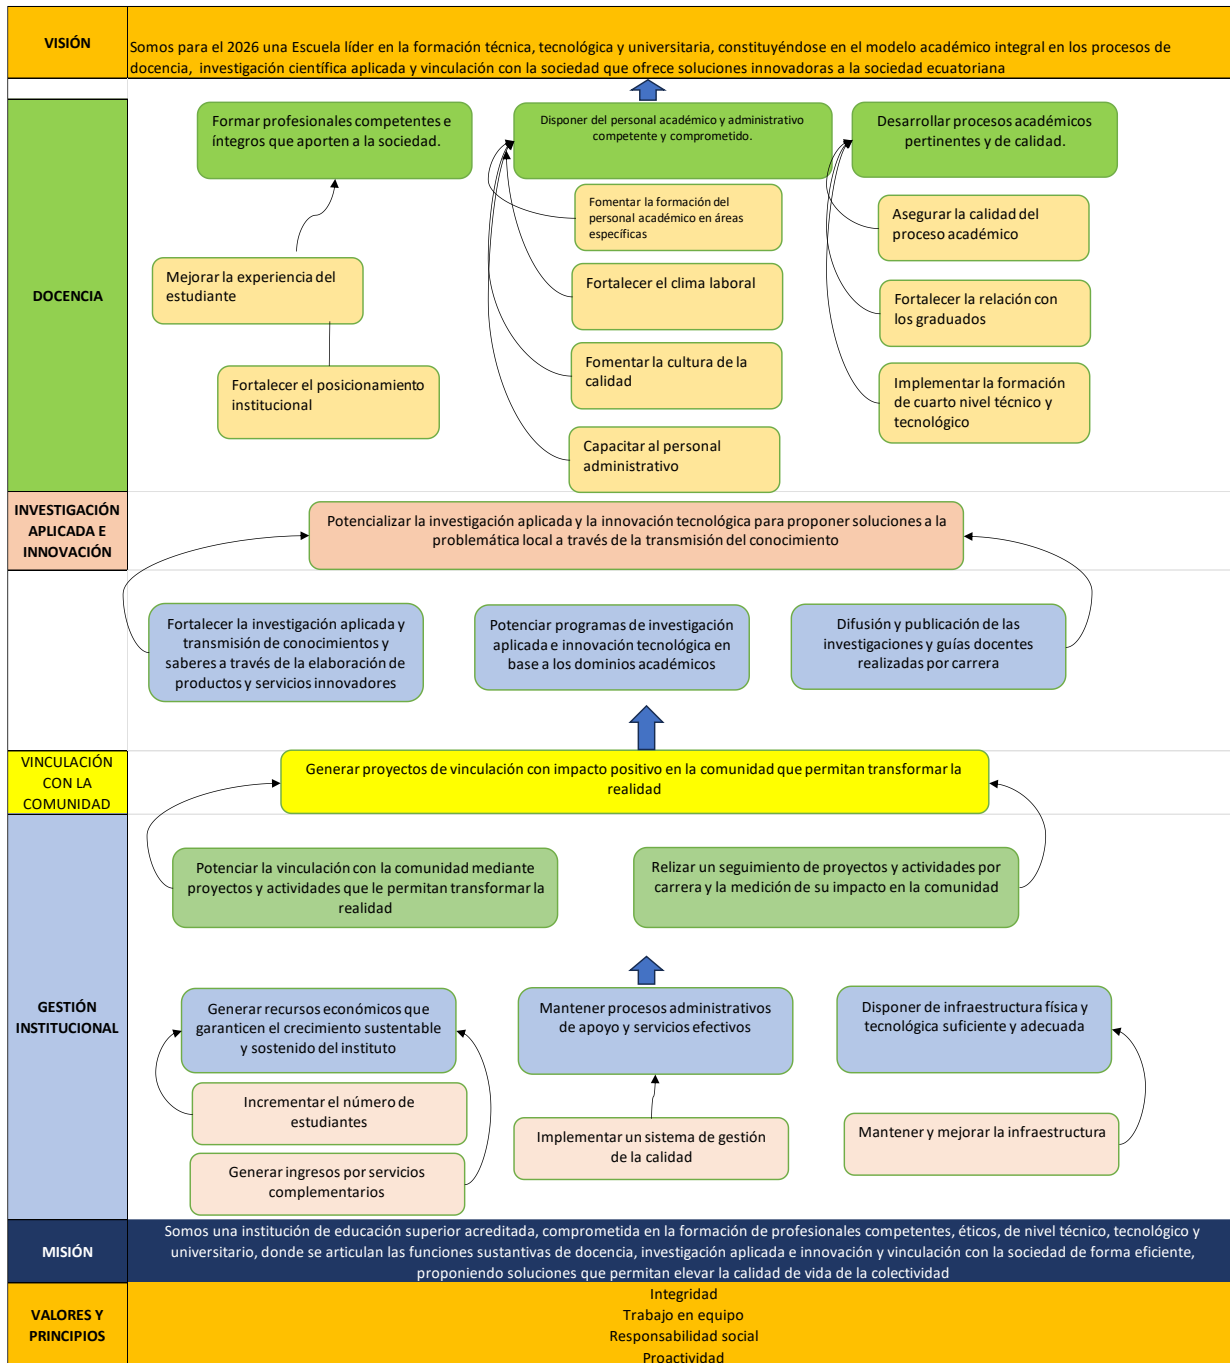 VISIÓN
Somos para el 2026 una Escuela líder en la formación técnica, tecnológica y universitaria, constituyéndose en el modelo académico integral en los procesos de
docencia, investigación científica aplicada y vinculación con la sociedad que ofrece soluciones innovadoras a la sociedad ecuatoriana
DOCENCIA
Formar profesionales competentes e
íntegros que aporten a la sociedad.
Disponer del personal académico y administrativo
competente y comprometido.
Desarrollar procesos académicos
pertinentes y de calidad.
Mejorar la experiencia del
estudiante
Fortalecer el posicionamiento
institucional
Fomentar la formación del
personal académico en áreas
específicas
Fortalecer el clima laboral
Fomentar la cultura de la
calidad
Capacitar al personal
administrativo
Asegurar la calidad del
proceso académico
Fortalecer la relación con
los graduados
Implementar la formación
de cuarto nivel técnico y
tecnológico
INVESTIGACIÓN
APLICADA E
INNOVACIÓN
Potencializar la investigación aplicada y la innovación tecnológica para proponer soluciones a la
problemática local a través de la transmisión del conocimiento
Fortalecer la investigación aplicada y
transmisión de conocimientos y
saberes a través de la elaboración de
productos y servicios innovadores
Potenciar programas de investigación
aplicada e innovación tecnológica en
base a los dominios académicos
Difusión y publicación de las
investigaciones y guías docentes
realizadas por carrera
VINCULACIÓN
CON LA
COMUNIDAD
Generar proyectos de vinculación con impacto positivo en la comunidad que permitan transformar la
realidad
GESTIÓN
INSTITUCIONAL
Potenciar la vinculación con la comunidad mediante
proyectos y actividades que le permitan transformar la
realidad
Relizar un seguimiento de proyectos y actividades por
carrera y la medición de su impacto en la comunidad
Generar recursos económicos que
garanticen el crecimiento sustentable
y sostenido del instituto
Mantener procesos administrativos
de apoyo y servicios efectivos
Disponer de infraestructura física y
tecnológica suficiente y adecuada
Incrementar el número de
estudiantes
Generar ingresos por servicios
complementarios
Implementar un sistema de gestión
de la calidad
Mantener y mejorar la infraestructura
MISIÓN
Somos una institución de educación superior acreditada, comprometida en la formación de profesionales competentes, éticos, de nivel técnico, tecnológico y
universitario, donde se articulan las funciones sustantivas de docencia, investigación aplicada e innovación y vinculación con la sociedad de forma eficiente,
proponiendo soluciones que permitan elevar la calidad de vida de la colectividad
VALORES Y
PRINCIPIOS
Integridad
Trabajo en equipo
Responsabilidad social
Proactividad